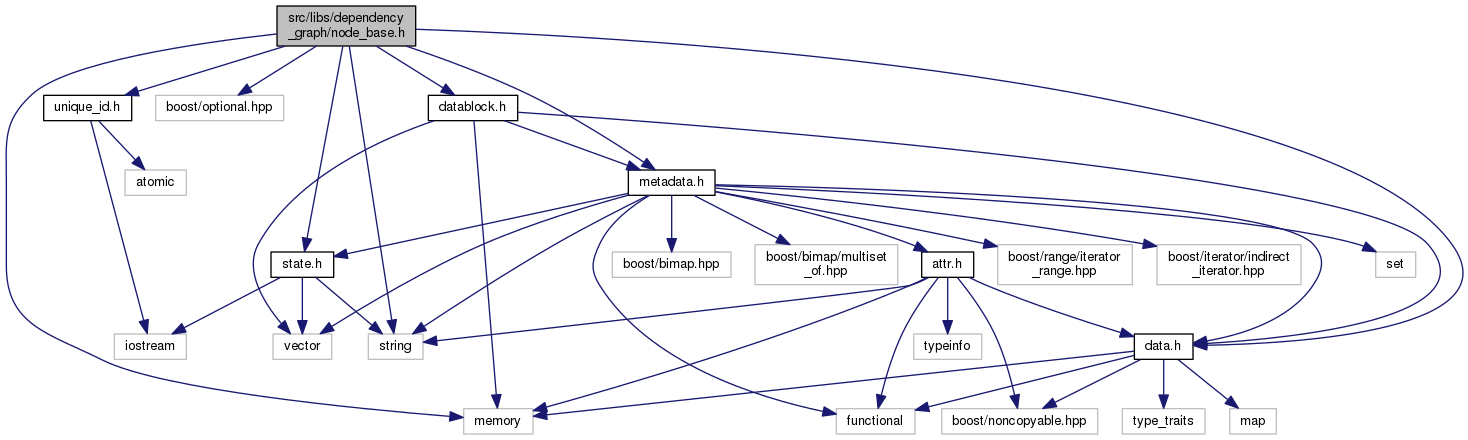 src/libs/dependency
_graph/node_base.h
unique_id.h
boost/optional.hpp
datablock.h
atomic
metadata.h
state.h
boost/bimap.hpp
boost/bimap/multiset
_of.hpp
attr.h
boost/range/iterator
_range.hpp
boost/iterator/indirect
_iterator.hpp
set
iostream
vector
string
typeinfo
data.h
memory
functional
boost/noncopyable.hpp
type_traits
map